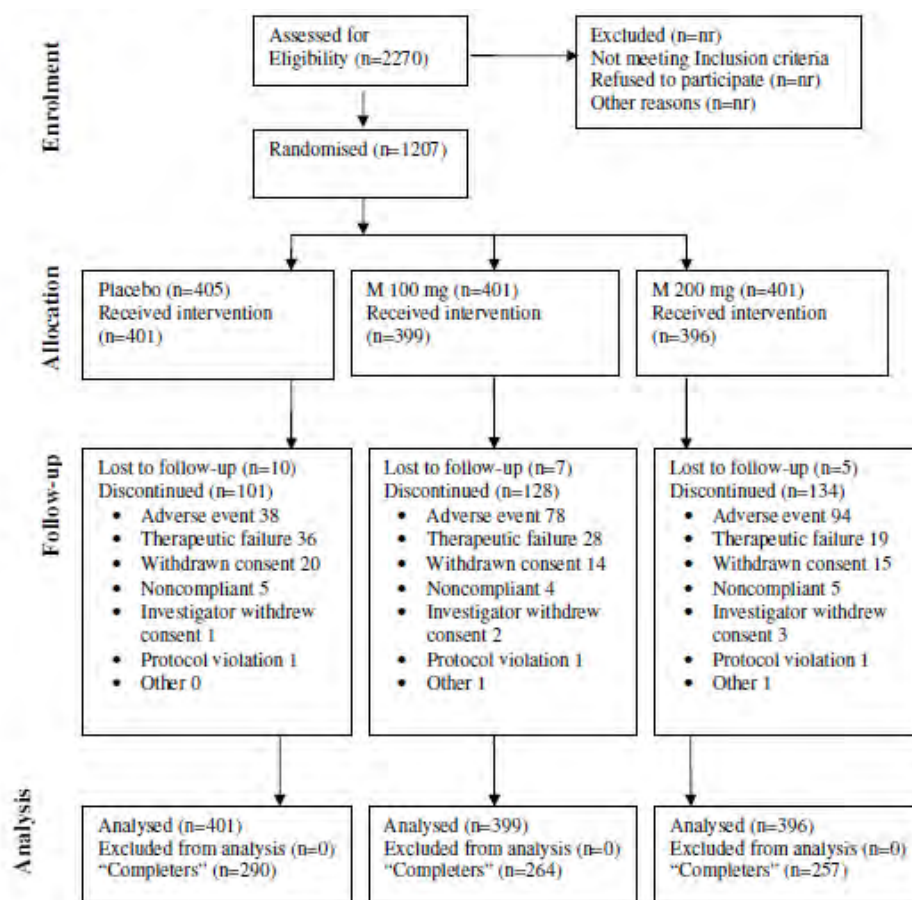 Enrolment
Assessed for
Eligibility (n=2270)
Excluded (n=nr)
Not meeting Inclusion criteria
Refused to participate (n=nr)
Other reasons (n=nr)
Randomised (n=1207)
Allocation
Placebo (n=405)
Received intervention
(n=401)
M 100 mg (n=401)
Received intervention
(n=399)
M 200 mg (n=401)
Received intervention
(n=396)
Follow-up
Lost to follow-up (n=10)
Discontinued (n=101)
• Adverse event 38
• Therapeutic failure 36
• Withdrawn consent 20
• Noncompliant 5
• Investigator withdrew
consent 1
• Protocol violation 1
• Other 0
Lost to follow-up (n=7)
Discontinued (n=128)
• Adverse event 78
• Therapeutic failure 28
• Withdrawn consent 14
• Noncompliant 4
• Investigator withdrew
consent 2
• Protocol violation 1
• Other 1
Lost to follow-up (n=5)
Discontinued (n=134)
• Adverse event 94
• Therapeutic failure 19
• Withdrawn consent 15
• Noncompliant 5
• Investigator withdrew
consent 3
• Protocol violation 1
• Other 1
Analysis
Analysed (n=401)
Excluded from analysis (n=0)
“Completers” (n=290)
Analysed (n=399)
Excluded from analysis (n=0)
“Completers” (n=264)
Analysed (n=396)
Excluded from analysis (n=0)
“Completers” (n=257)